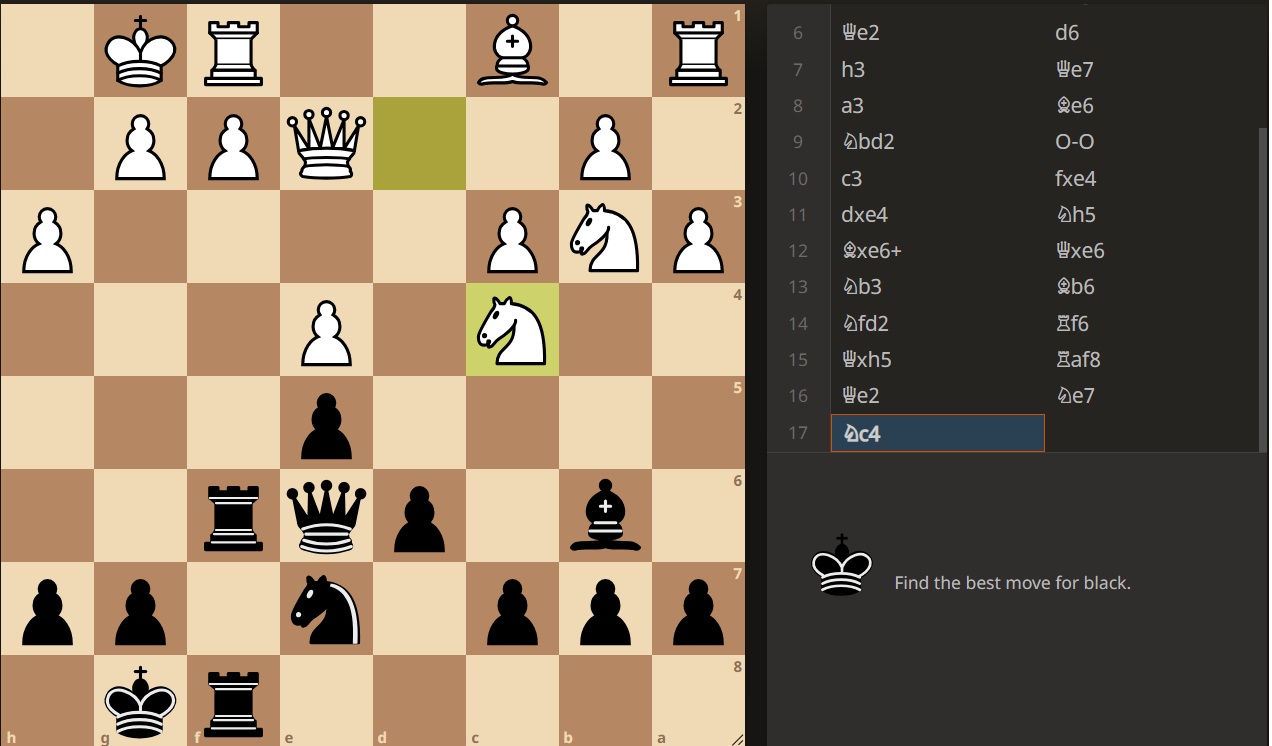 1
2
3
4
5
6
7
8
h g f e d c b a
6 ♕e2 d6
7 h3 ♕e7
8 a3 ♗e6
9 ♘bd2 O-O
10 c3 fxe4
11 dxe4 ♘h5
12 ♗xe6+ ♕xe6
13 ♘b3 ♗b6
14 ♘fd2 ♖f6
15 ♕xh5 ♖af8
16 ♕e2 ♘e7
17 ♘c4
Find the best move for black.